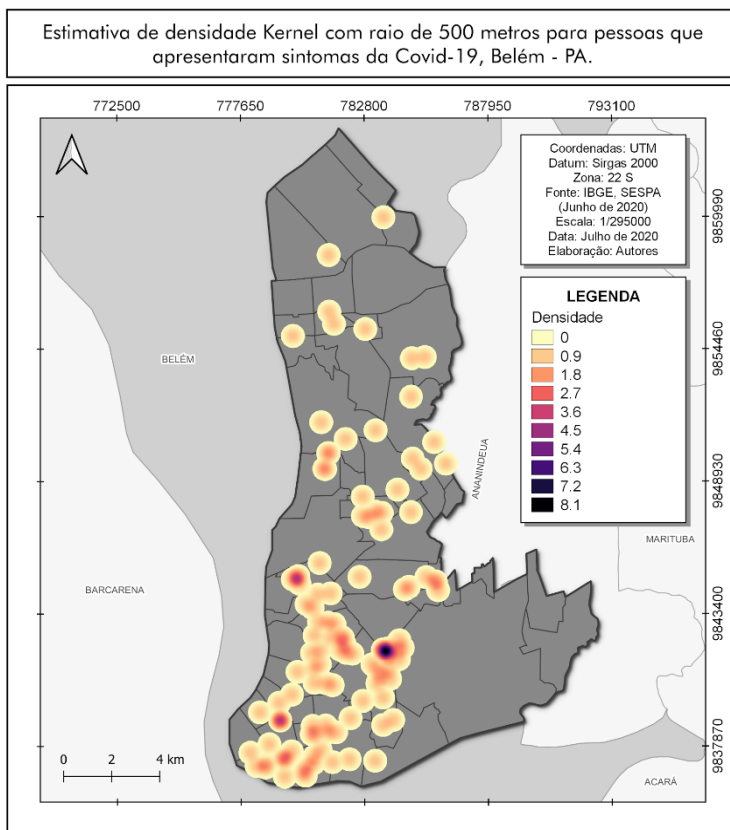 Estimativa de densidade Kernel com raio de 500 metros para pessoas que
apresentaram sintomas da Covid-19, Belém - PA.
772500 777650 782800 787950 793100
Coordenadas: UTM
Datum: Sirgas 2000
Zona: 22 S
Fonte: IBGE, SESPA
(Junho de 2020)
Escala: 1/295000
Data: Julho de 2020
Elaboração: Autores
9859990
LEGENDA
Densidade
0
0.9
1.8
2.7
3.6
4.5
5.4
6.3
7.2
8.1
9854460
BELÉM
ANANINDEUA
9848930
MARITUBA
BARCARENA
9843400
9837870
0 2 4 km
ACARÁ